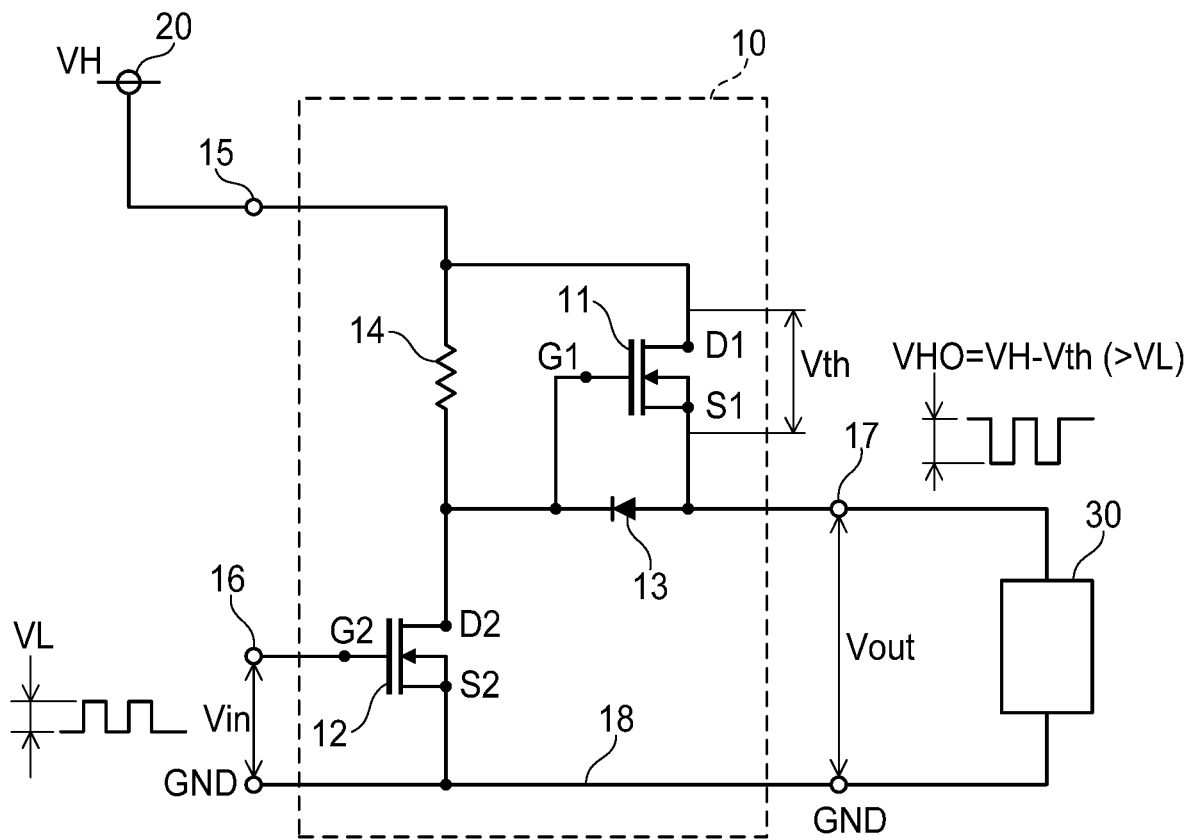 20
VH
10
15
11
14
G1
D1
Vth
S1
VHO=VH-Vth (>VL)
17
30
13
16
G2
D2
VL
S2
Vout
Vin
12
18
GND
GND